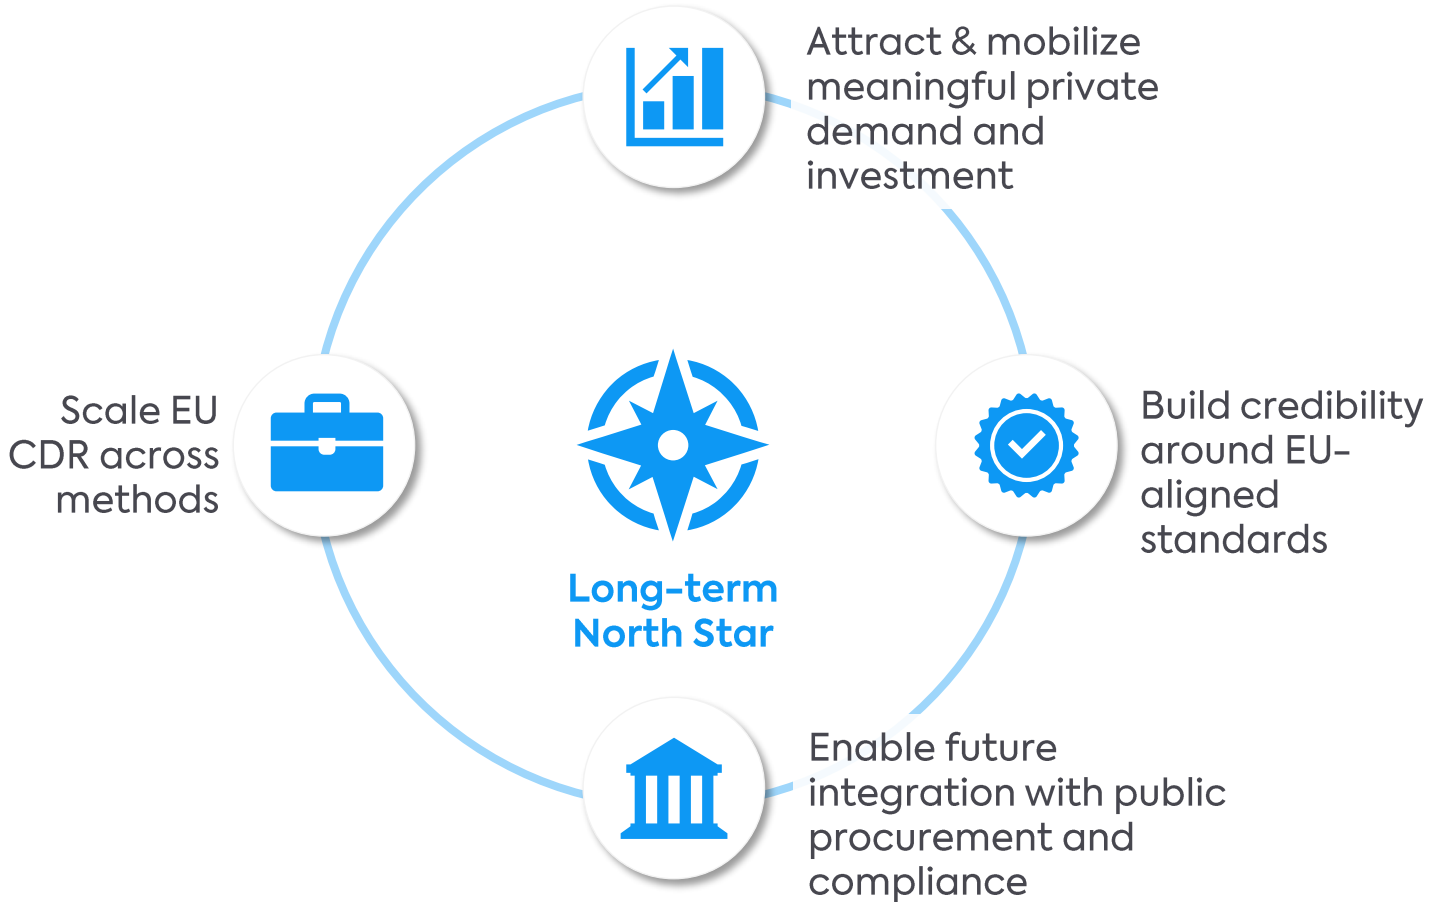 Attract & mobilize
meaningful private
demand and
investment
Scale EU
CDR across
methods
Build credibility
around EU-
aligned
standards
Long-term
North Star
Enable future
integration with public
procurement and
compliance